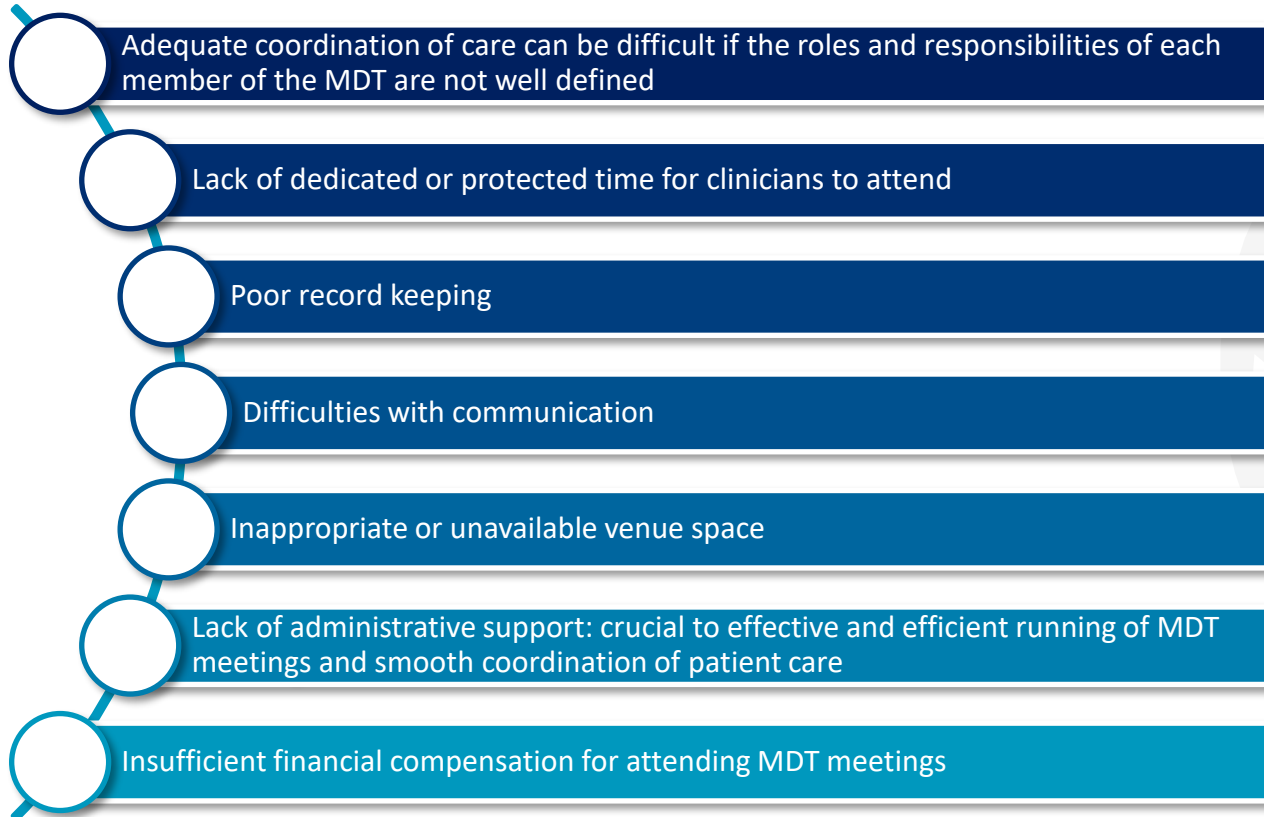 Adequate coordination of care can be difficult if the roles and responsibilities of each
member of the MDT are not well defined
Lack of dedicated or protected time for clinicians to attend
Poor record keeping
Difficulties with communication
Inappropriate or unavailable venue space
Lack of administrative support: crucial to effective and efficient running of MDT
meetings and smooth coordination of patient care
Insufficient financial compensation for attending MDT meetings